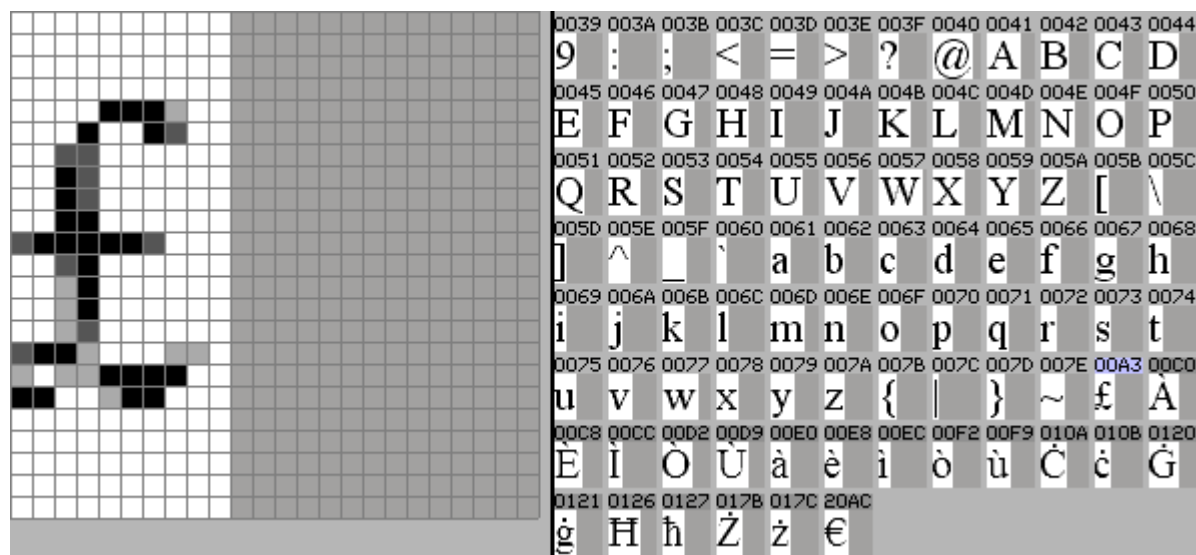 0039 003A 003B 003C 003D 003E 003F 0040 0041 0042 0043 0044
9 : ; < = > ? @ A B C D
0045 0046 0047 0048 0049 004A 004B 004C 004D 004E 004F 0050
E F G H I J K L M N O P
0051 0052 0053 0054 0055 0056 0057 0058 0059 005A 005B 005C
Q R S T U V W X Y Z [ \
005D 005E 005F 0060 0061 0062 0063 0064 0065 0066 0067 0068
] ^ _ ` a b c d e f g h
0069 006A 006B 006C 006D 006E 006F 0070 0071 0072 0073 0074
i j k l m n o p q r s t
0075 0076 0077 0078 0079 007A 007B 007C 007D 007E 00A3 00C0
u v w x y z { | } ~ £ À
00C8 00CC 00D2 00D9 00E0 00E8 00EC 00F2 00F9 010A 010B 0120
È Ì Ò Ù à è ì ò ù Ċ ċ Ġ
0121 0126 0127 017B 017C 20AC
ġ Ħ ħ Ż ż €
£